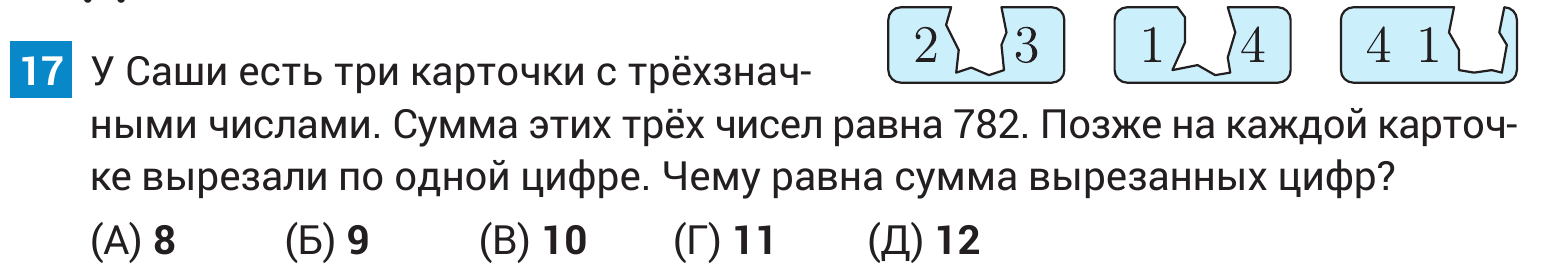 2 3 1 4 4 1
17 У Саши есть три карточки с трёхзнач-
ными числами. Сумма этих трёх чисел равна 782. Позже на каждой карточ-
ке вырезали по одной цифре. Чему равна сумма вырезанных цифр?
(А) 8 (Б) 9 (В) 10 (Г) 11 (Д) 12